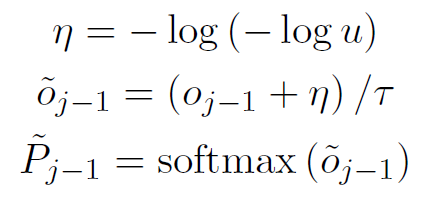 η = − log (− log u)
õ_{j−1} = (o_{j−1} + η) /τ
P̃_{j−1} = softmax (õ_{j−1})